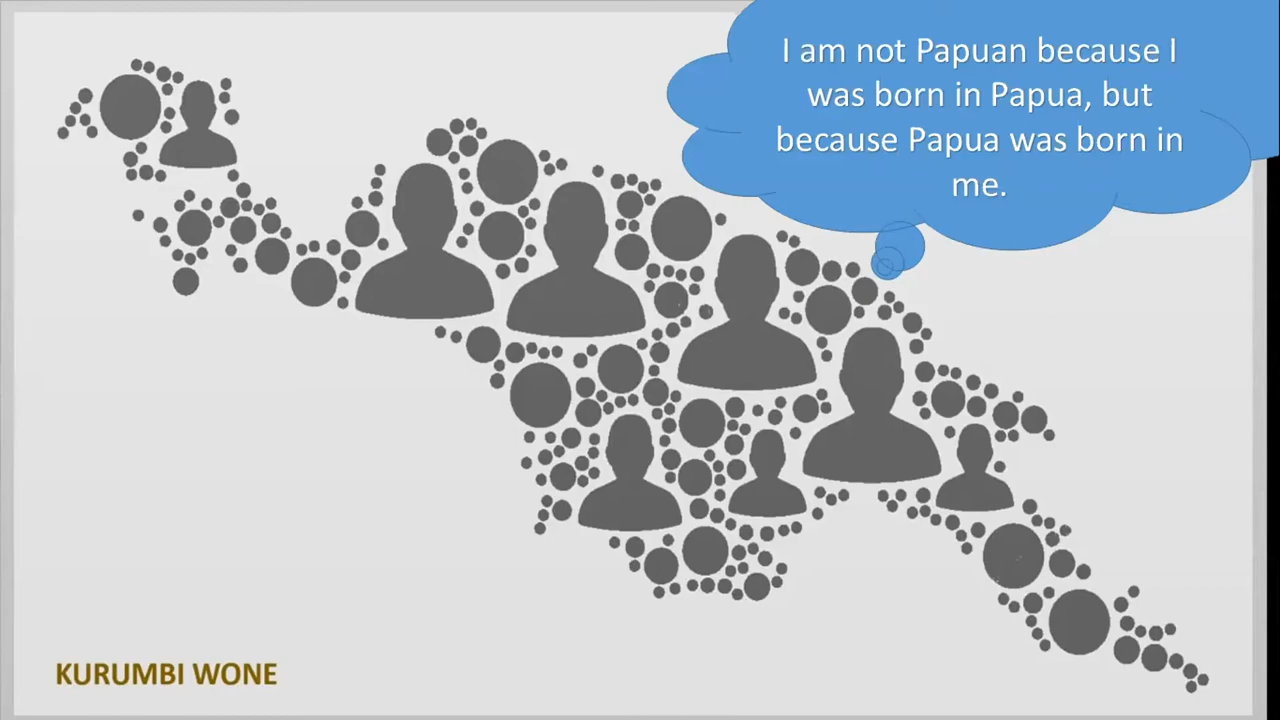 I am not Papuan because I
was born in Papua, but
because Papua was born in
me.
KURUMBI WONE